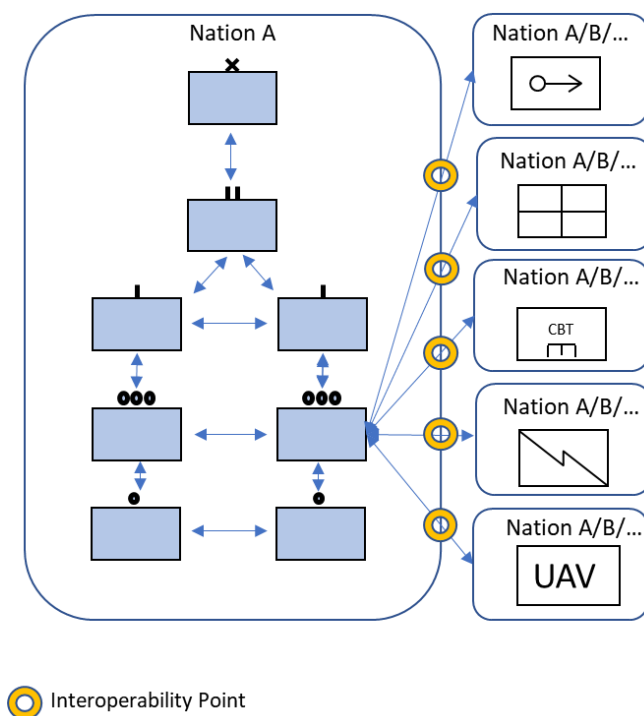 Nation A
Nation A/B/...
Nation A/B/...
Nation A/B/...
CBT
Nation A/B/...
Nation A/B/...
UAV
Interoperability Point